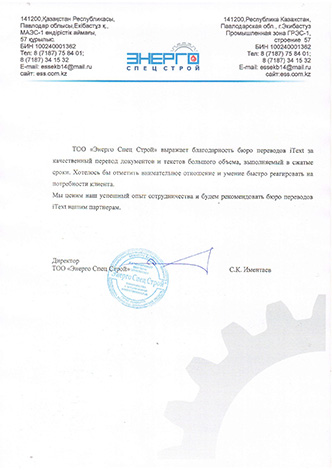 141200,Қазақстан Республикасы,
Павлодар облысы,Екібастуз қ.,
МАЭС-1 өндірістік аймағы,
57 құрылыс.
БИН 100240001362
Тел: 8 (7187) 75 84 01;
8 (7187) 34 15 32
E-mail: essekb14@mail.ru
сайт: ess.com.kz
ЭНЕРГО
СПЕЦСТРОЙ
141200,Республика Казахстан,
Павлодарская обл., г.Экибастуз
Промышленная зона ГРЭС-1,
строение 57
БИН 100240001362
Тел: 8 (7187) 75 84 01;
8 (7187) 34 15 32
E-mail: essekb14@mail.ru
сайт: ess.com.kz
ТОО «Энерго Спец Строй» выражает благодарность бюро переводов iText за
качественный перевод документов и текстов большого объема, выполняемый в сжатые
сроки. Хотелось бы отметить внимательное отношение и умение быстро реагировать на
потребности клиента.
Мы ценим наш успешный опыт сотрудничества и будем рекомендовать бюро переводов
iText нашим партнерам.
Директор
ТОО «Энерго Спец Строй»
С.К. Иментаев
Энерго Спец Строй